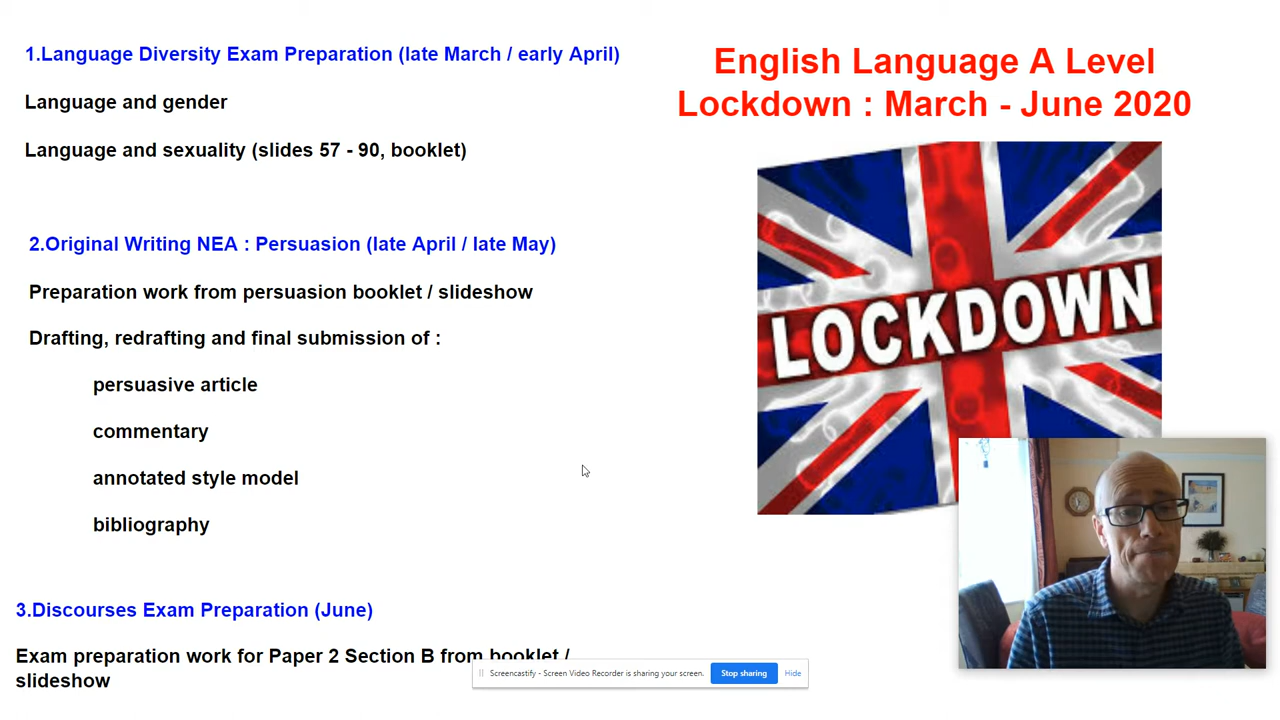 1.Language Diversity Exam Preparation (late March / early April)
Language and gender
Language and sexuality (slides 57 - 90, booklet)
2.Original Writing NEA : Persuasion (late April / late May)
Preparation work from persuasion booklet / slideshow
Drafting, redrafting and final submission of :
persuasive article
commentary
annotated style model
bibliography
3.Discourses Exam Preparation (June)
Exam preparation work for Paper 2 Section B from booklet /
slideshow
English Language A Level
Lockdown : March - June 2020
LOCKDOWN
Screencastify - Screen Video Recorder is sharing your screen.
Stop sharing
Hide